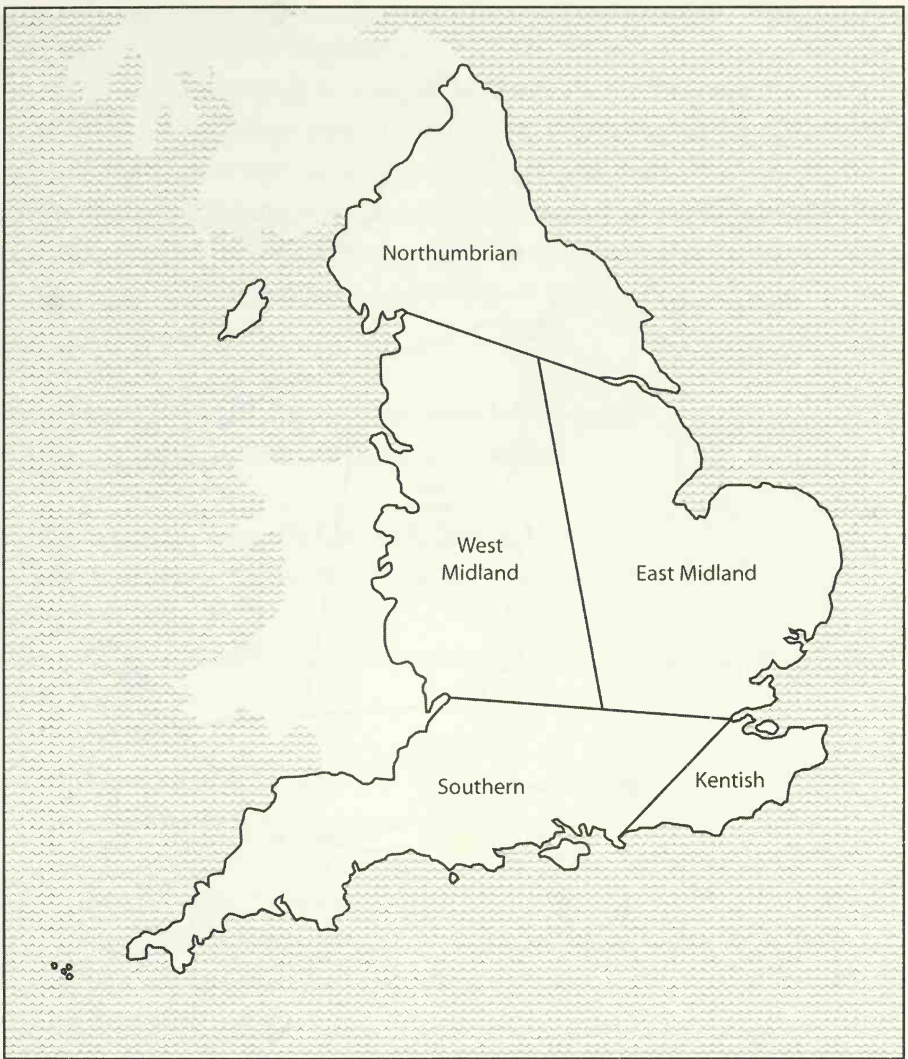 Northumbrian
West
Midland
East Midland
Southern
Kentish